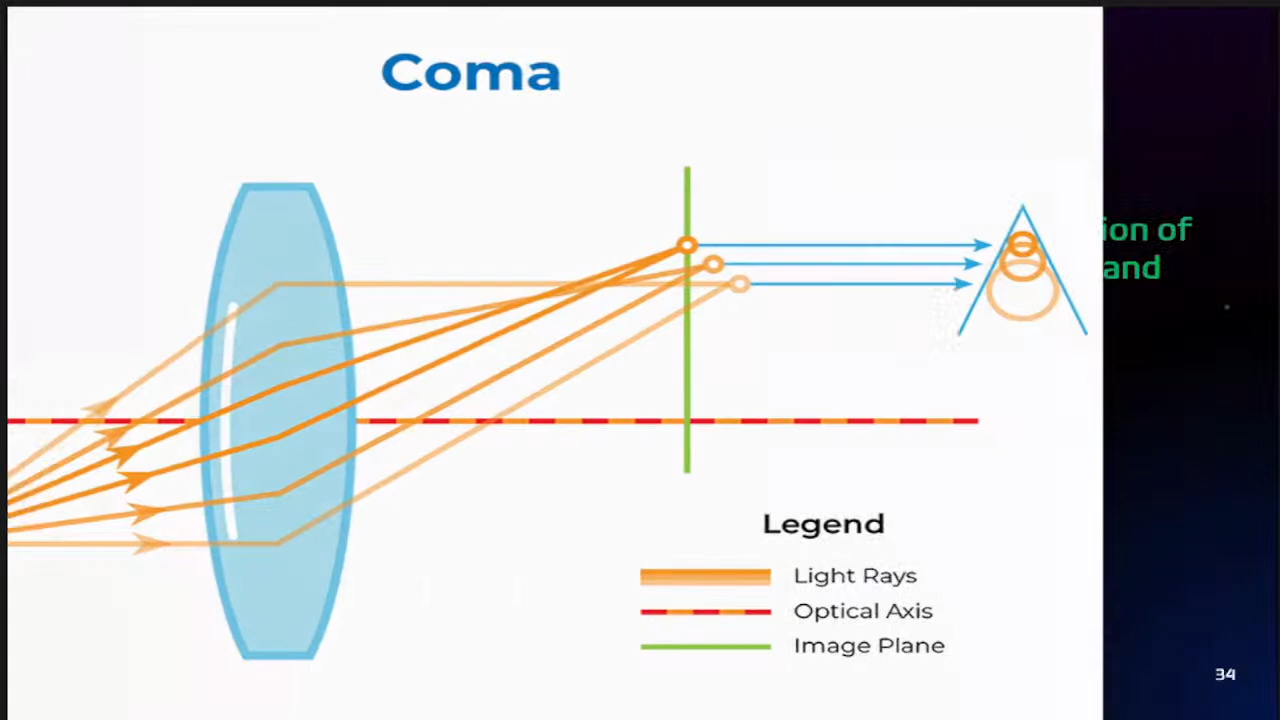 Coma
ion of
and
Legend
Light Rays
Optical Axis
Image Plane
34